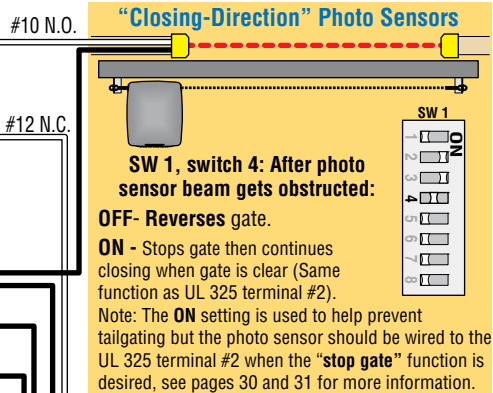 #10 N.O.
"Closing-Direction" Photo Sensors
#12 N.C.
SW 1
ON
1
2
3
4
5
6
7
8
SW 1, switch 4: After photo
sensor beam gets obstructed:
OFF- Reverses gate.
ON - Stops gate then continues
closing when gate is clear (Same
function as UL 325 terminal #2).
Note: The ON setting is used to help prevent
tailgating but the photo sensor should be wired to the
UL 325 terminal #2 when the “stop gate” function is
desired, see pages 30 and 31 for more information.